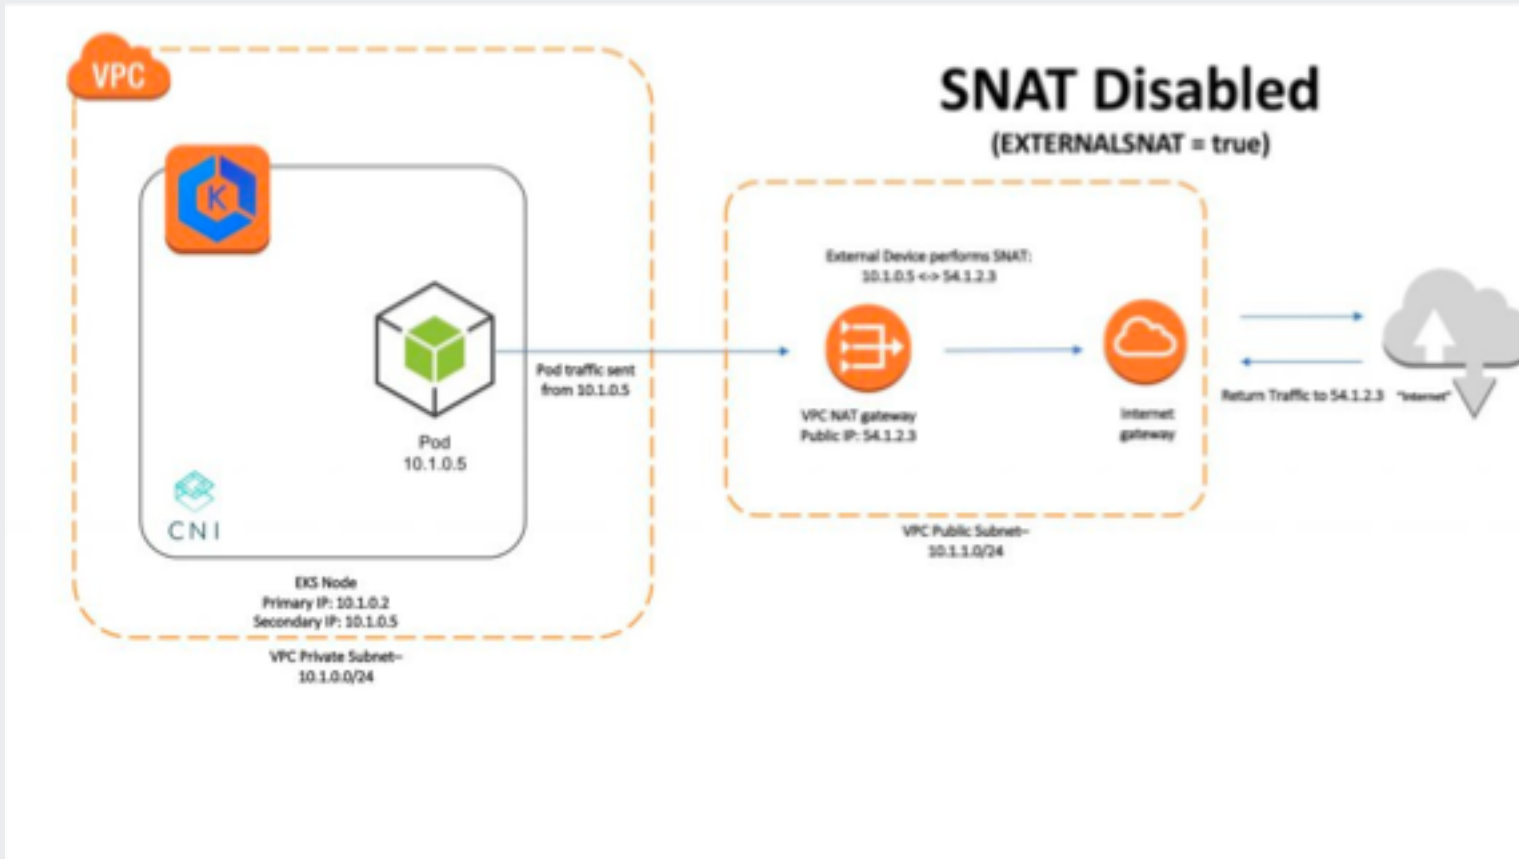 VPC
SNAT Disabled
(EXTERNALSNAT = true)
K
External Device performs SNAT:
10.1.0.5 <-> 54.1.2.3
Pod traffic sent
from 10.1.0.5
VPC NAT gateway
Public IP: 54.1.2.3
Internet
gateway
Return Traffic to 54.1.2.3
"Internet"
Pod
10.1.0.5
CNI
VPC Public Subnet–
10.1.1.0/24
EKS Node
Primary IP: 10.1.0.2
Secondary IP: 10.1.0.5
VPC Private Subnet–
10.1.0.0/24